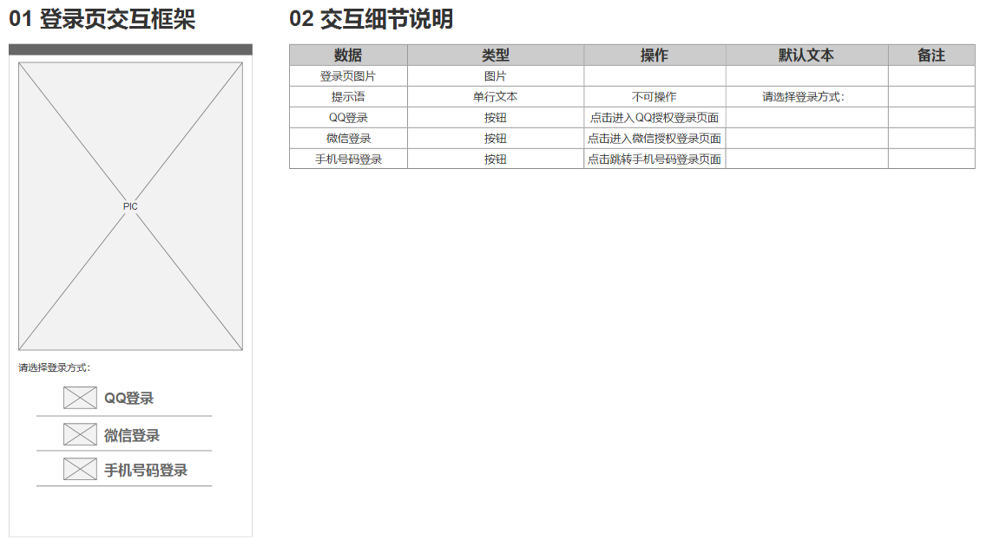 01 登录页交互框架
PIC
请选择登录方式：
QQ登录
微信登录
手机号码登录
02 交互细节说明
数据 类型 操作 默认文本 备注
登录页图片 图片
提示语 单行文本 不可操作 请选择登录方式：
QQ登录 按钮 点击进入QQ授权登录页面
微信登录 按钮 点击进入微信授权登录页面
手机号码登录 按钮 点击跳转手机号码登录页面